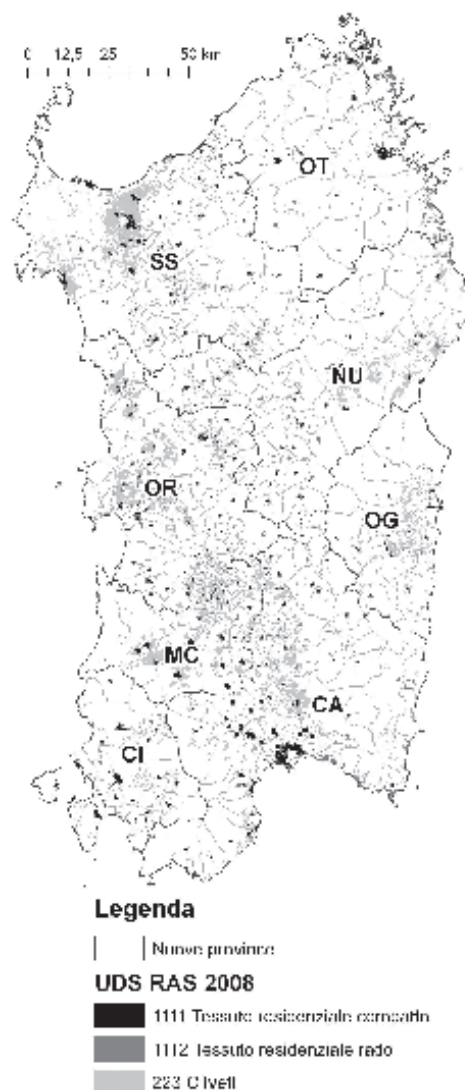 0 12,5 25 50 km
OT
SS
NU
OR
OG
MC
CA
CI
Legenda
Nuove province
UDS RAS 2008
1111 Tessuto residenziale compatto
1112 Tessuto residenziale rado
223 Oliveti